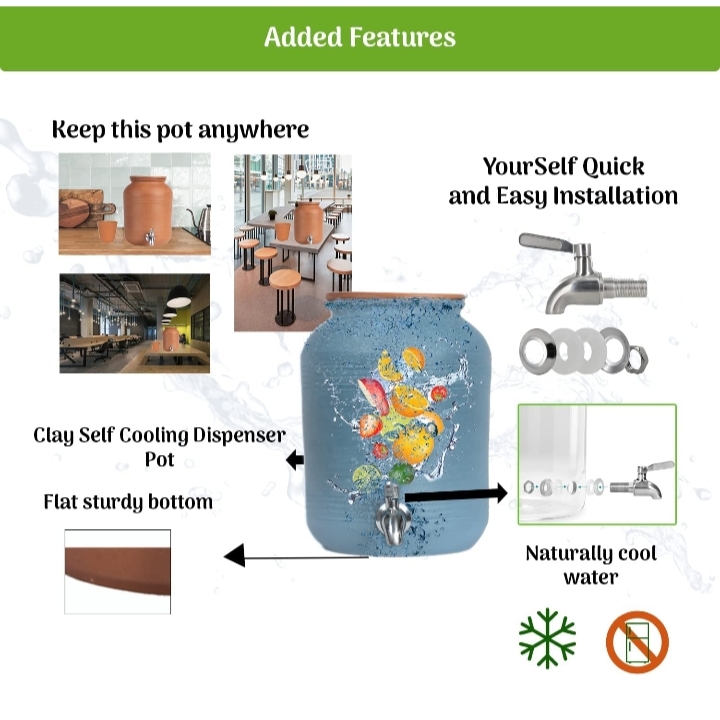 Added Features
Keep this pot anywhere
YourSelf Quick
and Easy Installation
Clay Self Cooling Dispenser
Pot
Flat sturdy bottom
Naturally cool
water